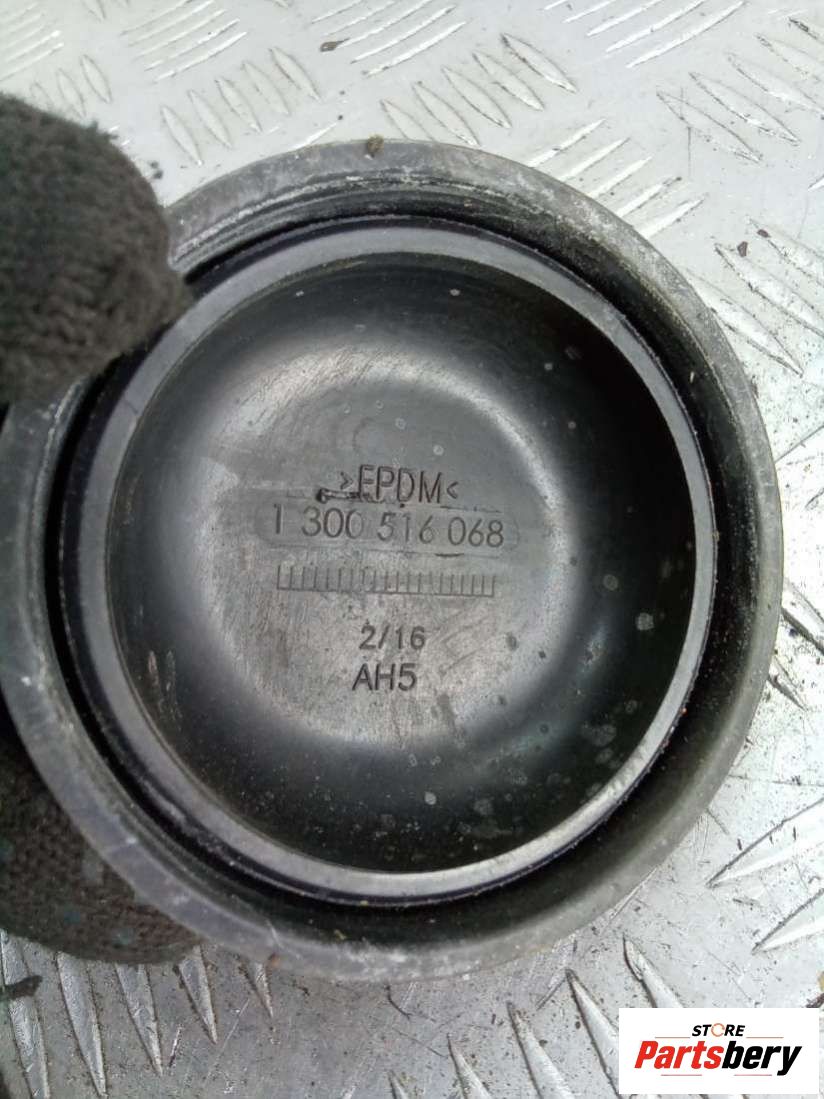 >EPDM<
1 300 516 068
2/16
AH5
STORE
Partsbery